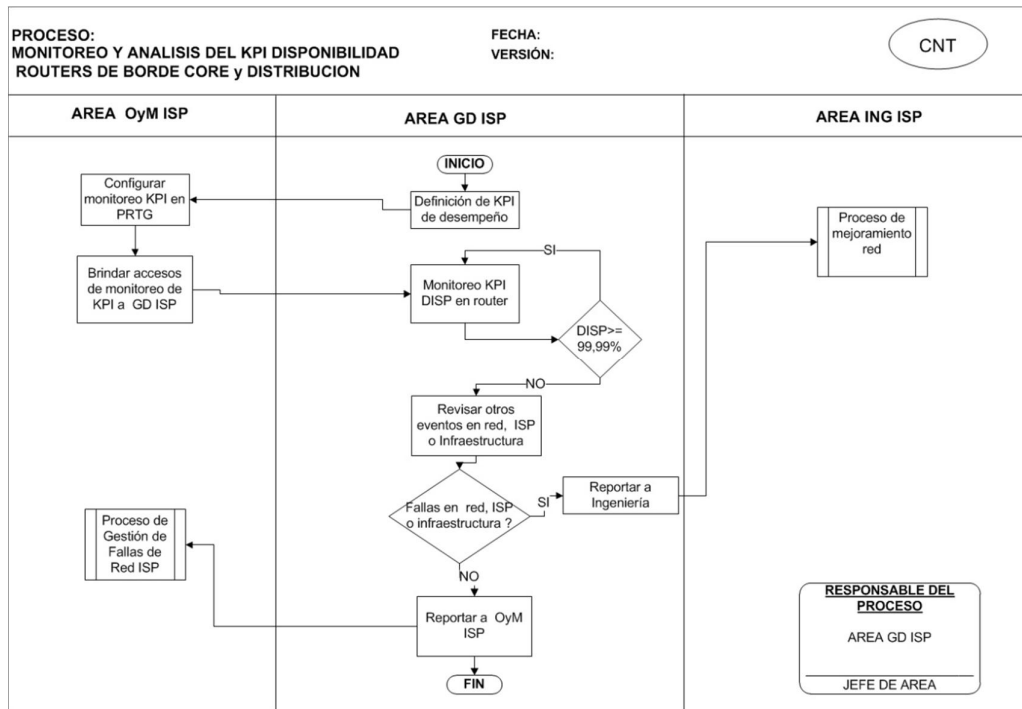 PROCESO:
MONITOREO Y ANALISIS DEL KPI DISPONIBILIDAD
ROUTERS DE BORDE CORE y DISTRIBUCION
FECHA:
VERSIÓN:
CNT
AREA OyM ISP
AREA GD ISP
AREA ING ISP
INICIO
Definición de KPI
de desempeño
Configurar
monitoreo KPI en
PRTG
Brindar accesos
de monitoreo de
KPI a GD ISP
SI
Monitoreo KPI
DISP en router
DISP>=
99,99%
NO
Revisar otros
eventos en red, ISP
o Infraestructura
Fallas en red, ISP
o infraestructura ?
SI
Reportar a
Ingeniería
Proceso de
mejoramiento
red
NO
Reportar a OyM
ISP
Proceso de
Gestión de
Fallas de
Red ISP
FIN
RESPONSABLE DEL
PROCESO
AREA GD ISP
JEFE DE AREA